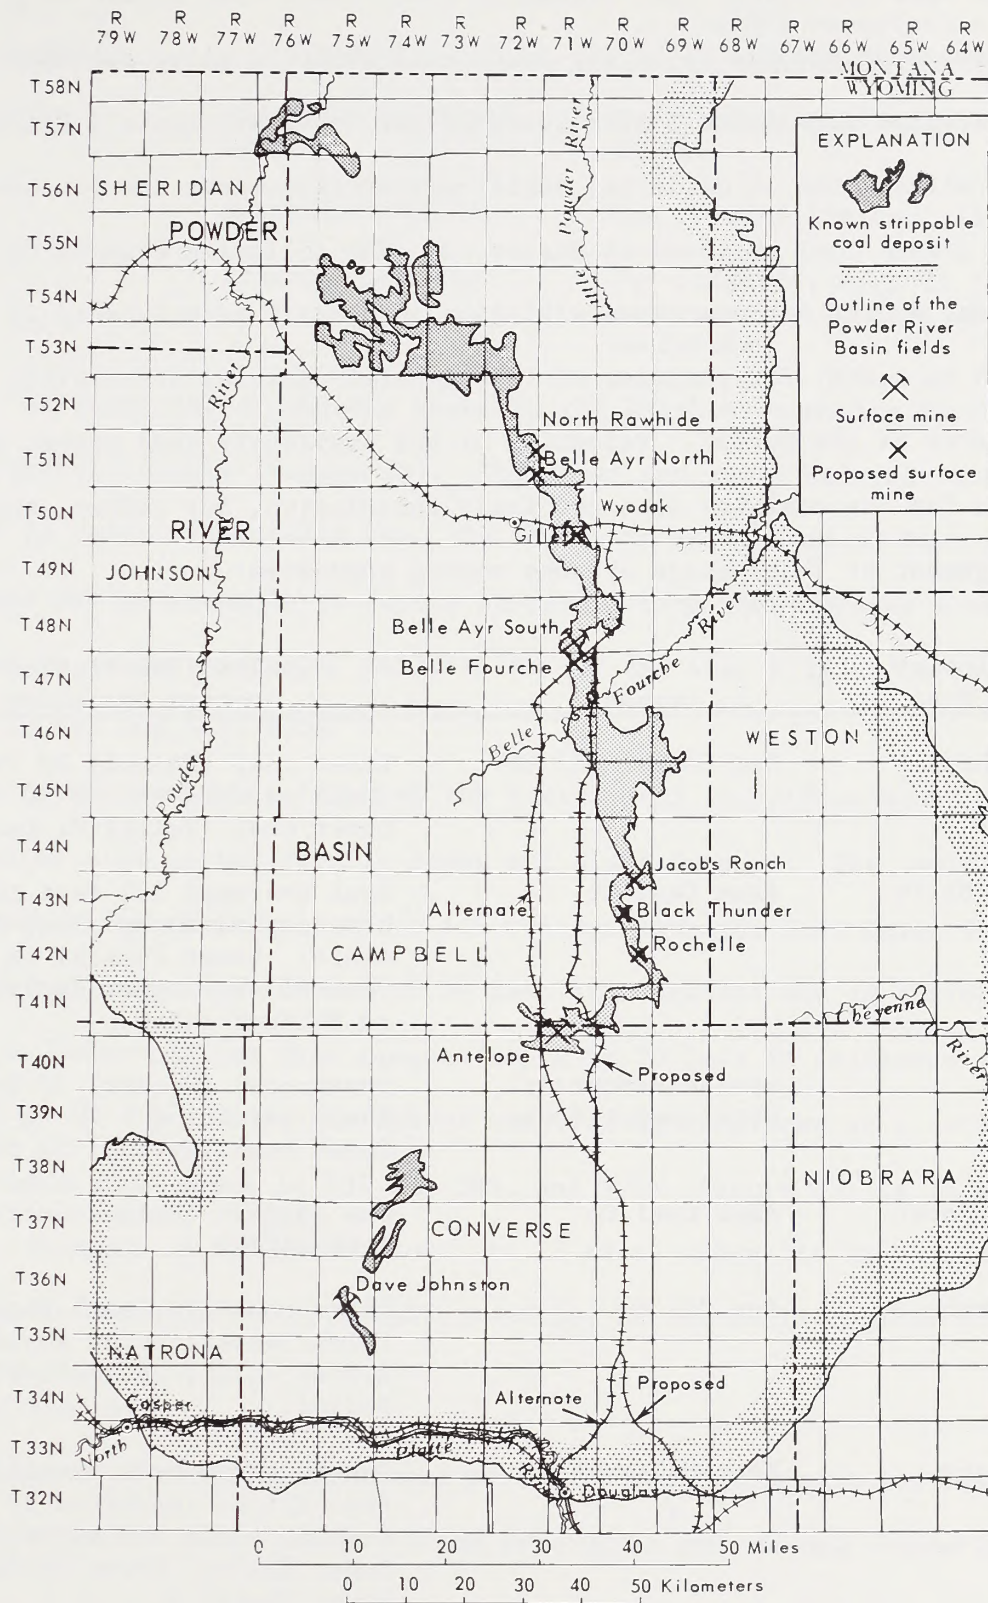 R R R R R R R R R R R R R R R R
79W 78W 77W 76W 75W 74W 73W 72W 71W 70W 69W 68W 67W 66W 65W 64W
MONTANA
WYOMING
T58N
T57N
T56N
T55N
T54N
T53N
T52N
T51N
T50N
T49N
T48N
T47N
T46N
T45N
T44N
T43N
T42N
T41N
T40N
T39N
T38N
T37N
T36N
T35N
T34N
T33N
T32N
EXPLANATION
Known strippable
coal deposit
Outline of the
Powder River
Basin fields
Surface mine
Proposed surface
mine
SHERIDAN
POWDER
River
Powder
Little
River
North Rawhide
Belle Ayr North
Wyodak
RIVER
JOHNSON
Belle Ayr South
Belle Fourche
River
Fourche
Belle
WESTON
Powder
BASIN
Jacob's Ranch
Alternate
Black Thunder
CAMPBELL
Rochelle
Cheyenne
River
Antelope
Proposed
NIOBRARA
CONVERSE
Dave Johnston
NATRONA
Casper
Alternate
Proposed
North
Platte
Douglas
0 10 20 30 40 50 Miles
0 10 20 30 40 50 Kilometers